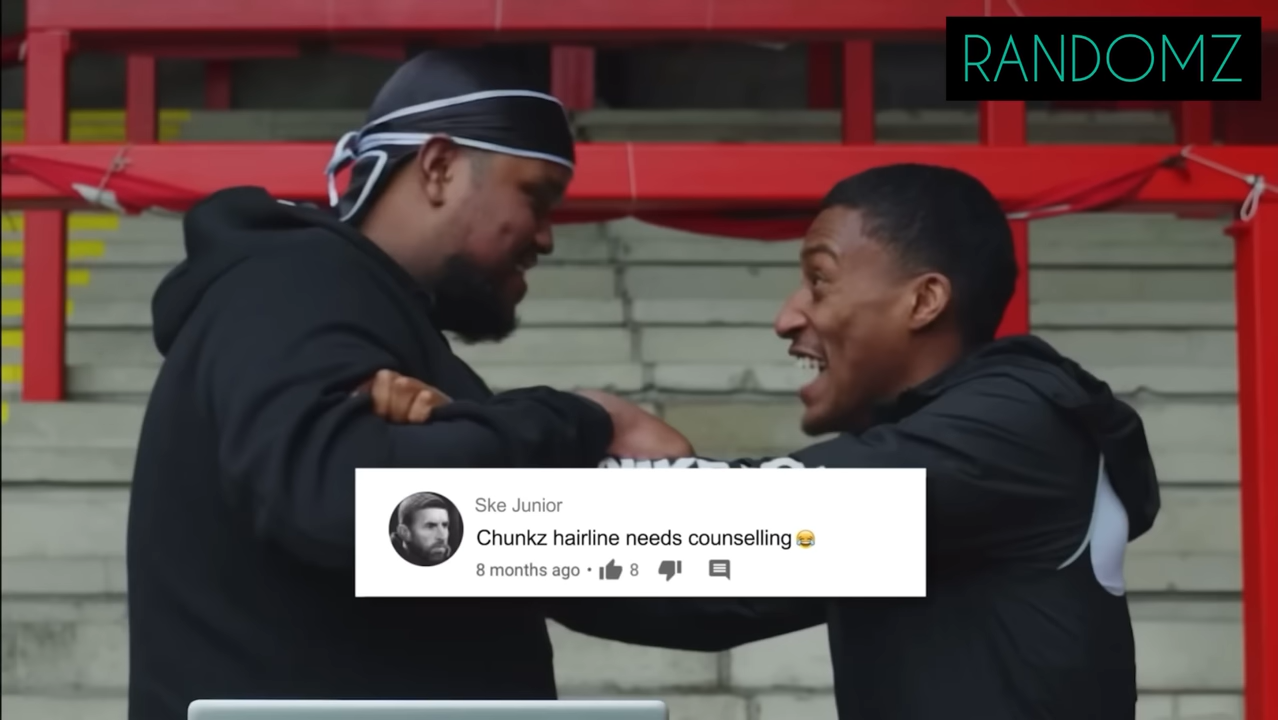 RANDOMZ
Ske Junior
Chunkz hairline needs counselling😂
8 months ago • 8